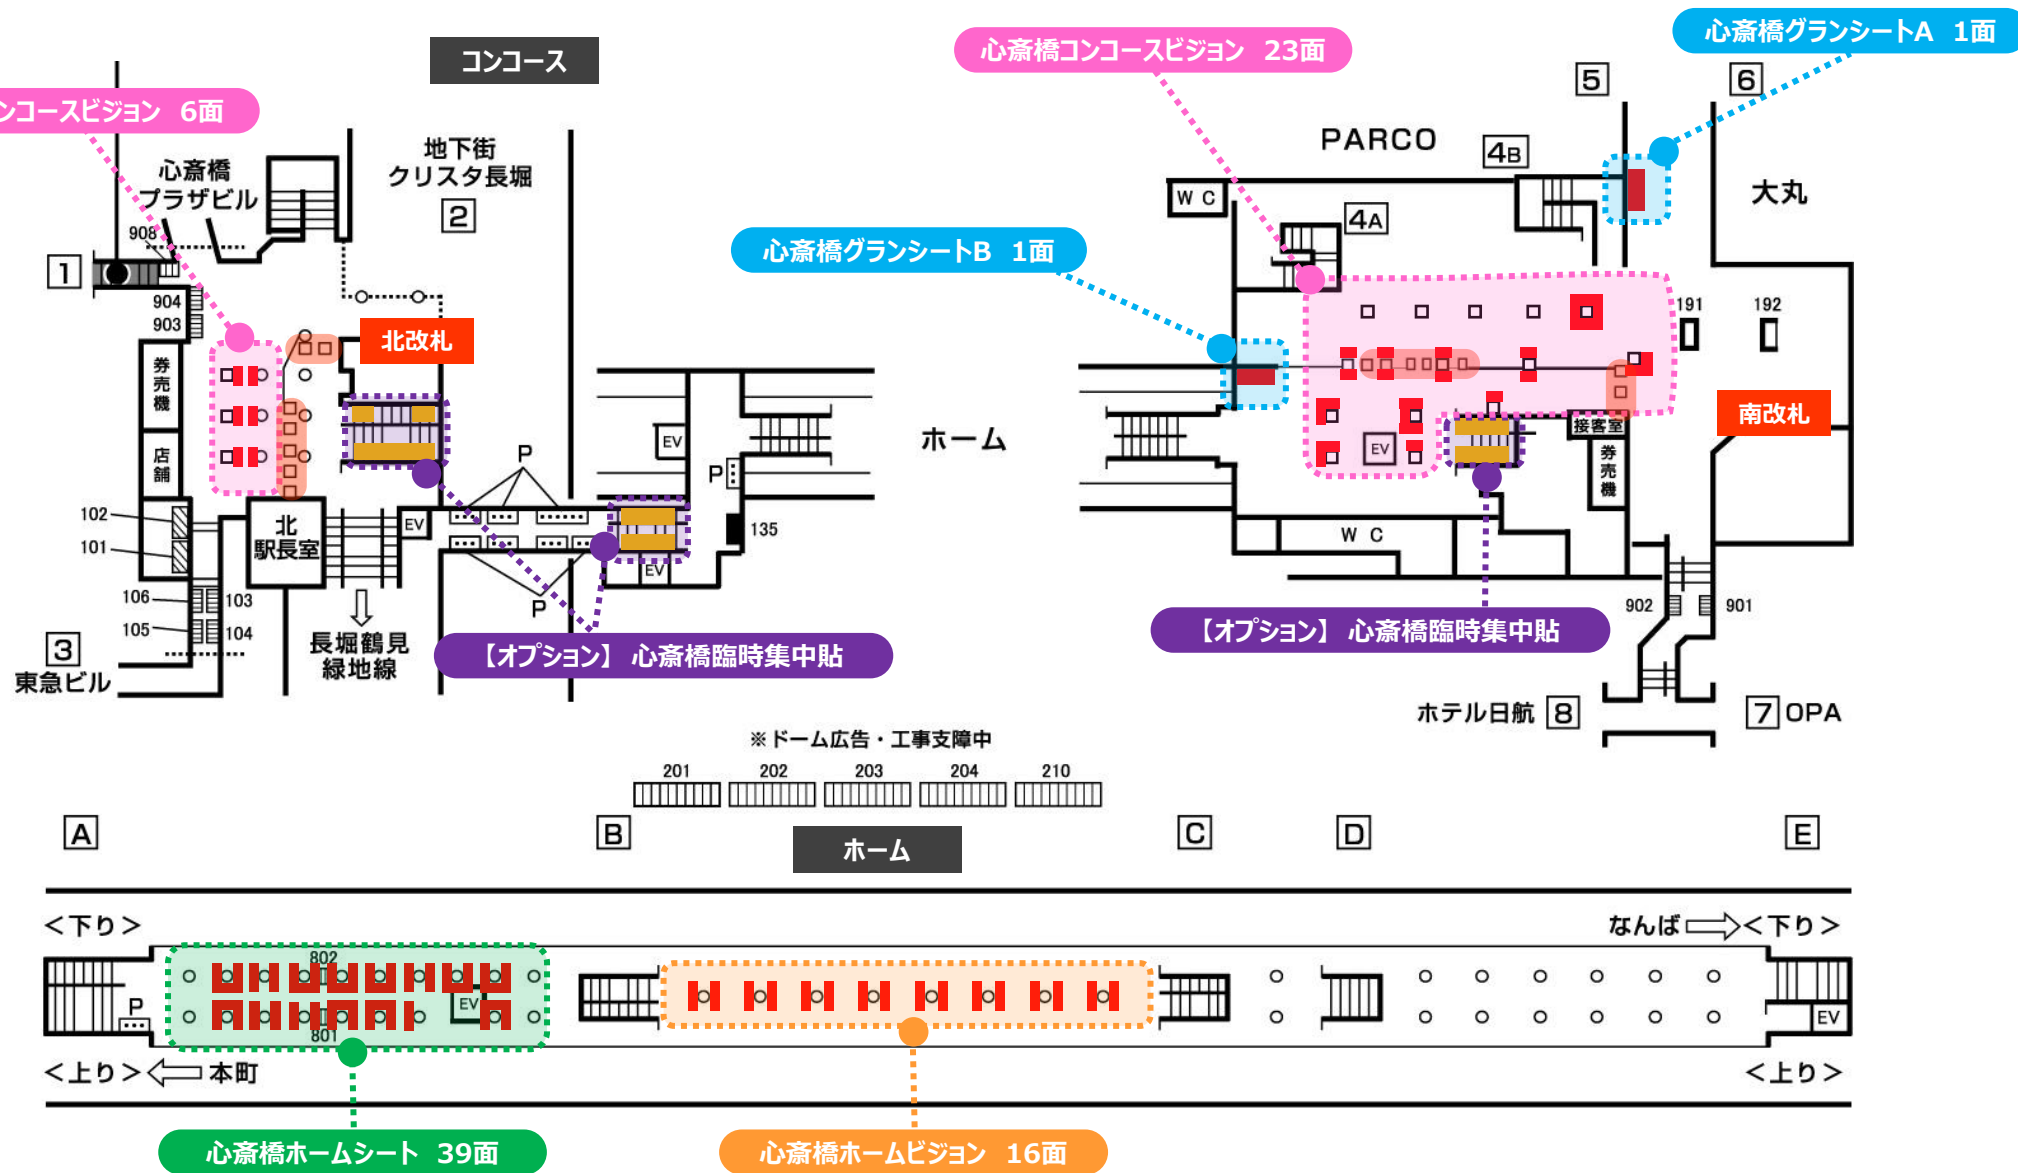 心斎橋グランシートA 1面
コンコース
心斎橋コンコースビジョン 23面
5
6
ンコースビジョン 6面
PARCO
4B
地下街
クリスタ長堀
2
心斎橋
プラザビル
908
W C
4A
大丸
心斎橋グランシートB 1面
1
904
903
191
192
北改札
券売機
店舗
南改札
接客室
券売機
ホーム
EV
EV
P
P
102
101
北
駅長室
EV
135
W C
EV
P
106
103
105
104
902
901
長堀鶴見
緑地線
3
東急ビル
【オプション】 心斎橋臨時集中貼
【オプション】 心斎橋臨時集中貼
ホテル日航 8
7 OPA
※ドーム広告・工事支障中
201
202
203
204
210
A
B
C
D
E
ホーム
<下り>
なんば
<下り>
802
P
EV
801
EV
<上り>
本町
<上り>
心斎橋ホームシート 39面
心斎橋ホームビジョン 16面